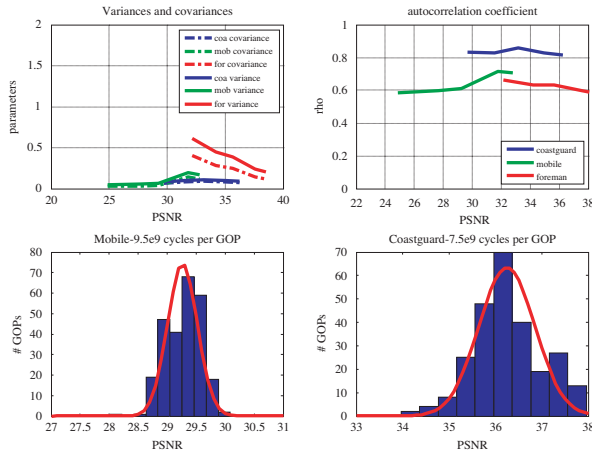 Variances and covariances
2
1.5
1
0.5
0
parameters
coa covariance
mob covariance
for covariance
coa variance
mob variance
for variance
20 25 30 35 40
PSNR
autocorrelation coefficient
1
0.8
0.6
0.4
0.2
0
rho
coastguard
mobile
foreman
22 24 26 28 30 32 34 36 38
PSNR
Mobile-9.5e9 cycles per GOP
80
70
60
50
40
30
20
10
0
# GOPs
27 27.5 28 28.5 29 29.5 30 30.5 31
PSNR
Coastguard-7.5e9 cycles per GOP
70
60
50
40
30
20
10
0
# GOPs
33 34 35 36 37 38
PSNR